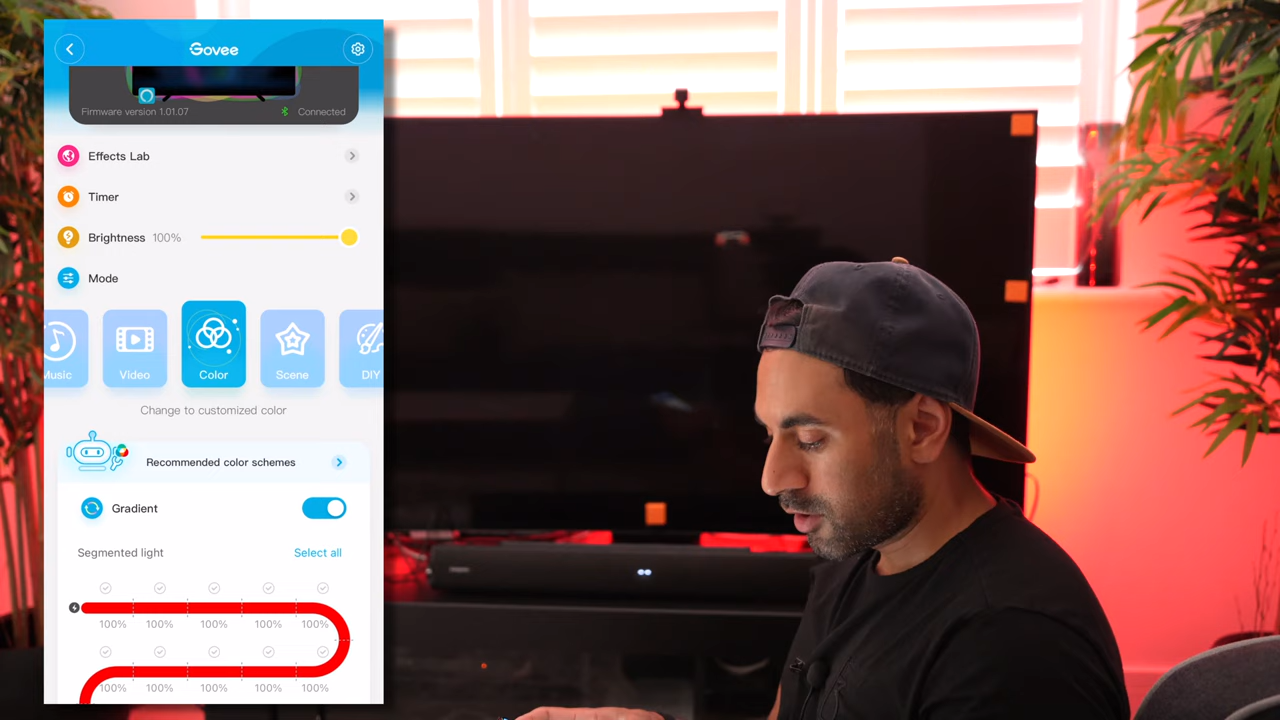 Govee
Firmware version 1.01.07
Connected
Effects Lab
Timer
Brightness 100%
Mode
Music Video Color Scene DIY
Change to customized color
Recommended color schemes
Gradient
Segmented light Select all
100% 100% 100% 100% 100%
100% 100% 100% 100% 100%